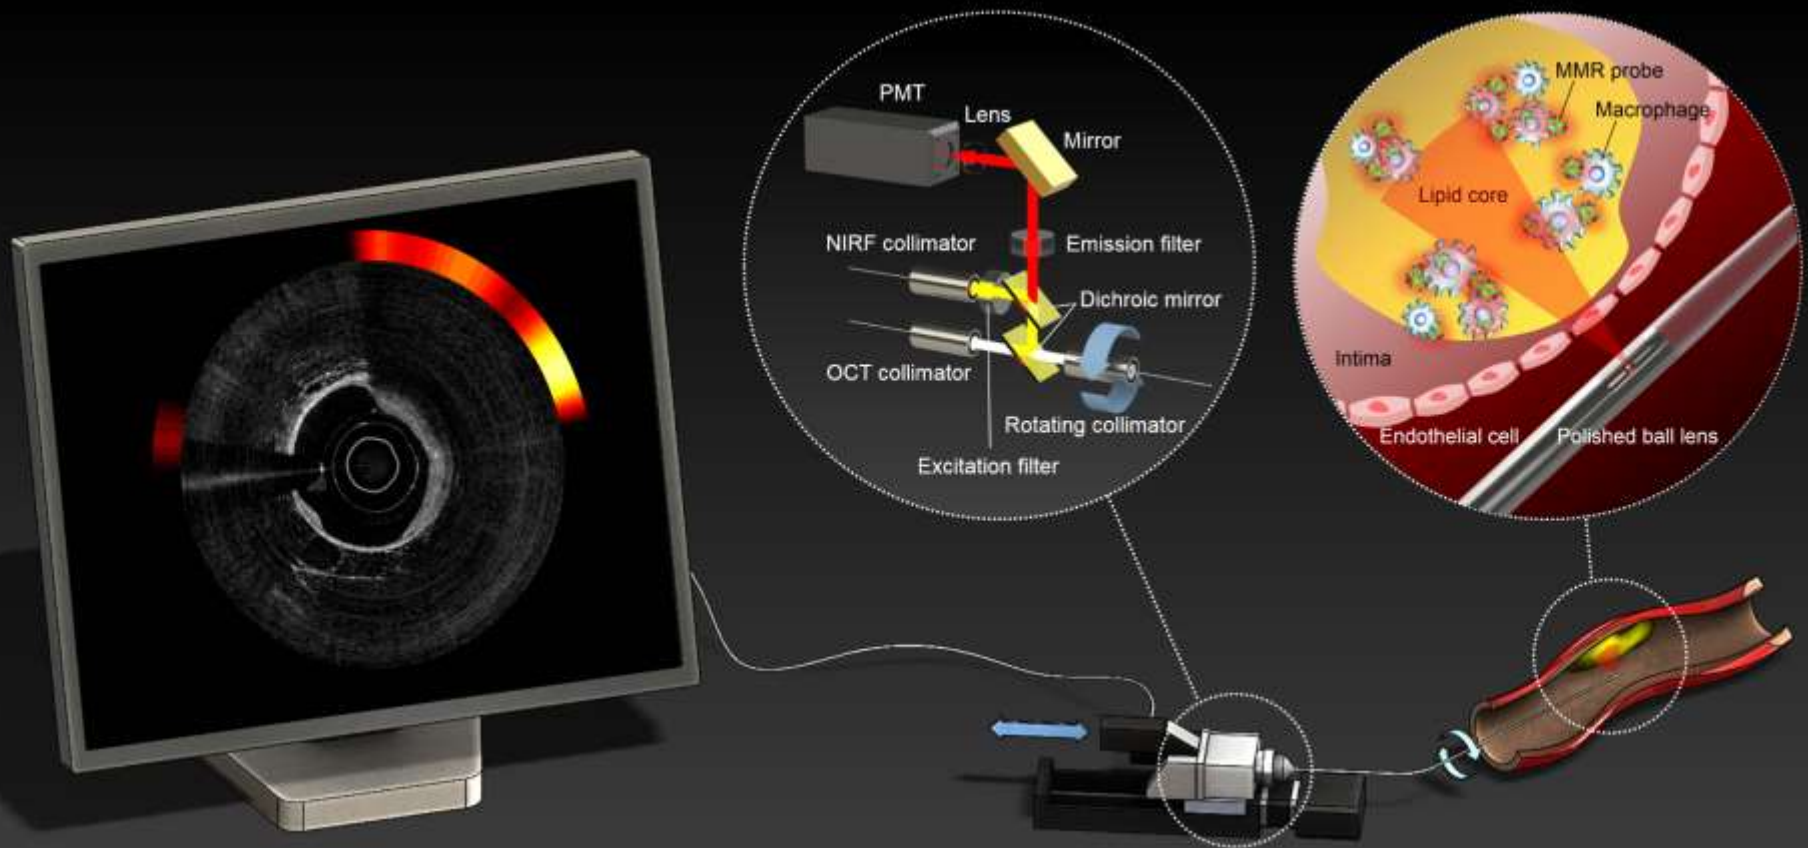 PMT
Lens
Mirror
NIRF collimator
Emission filter
Dichroic mirror
OCT collimator
Rotating collimator
Excitation filter
MMR probe
Macrophage
Lipid core
Intima
Endothelial cell
Polished ball lens